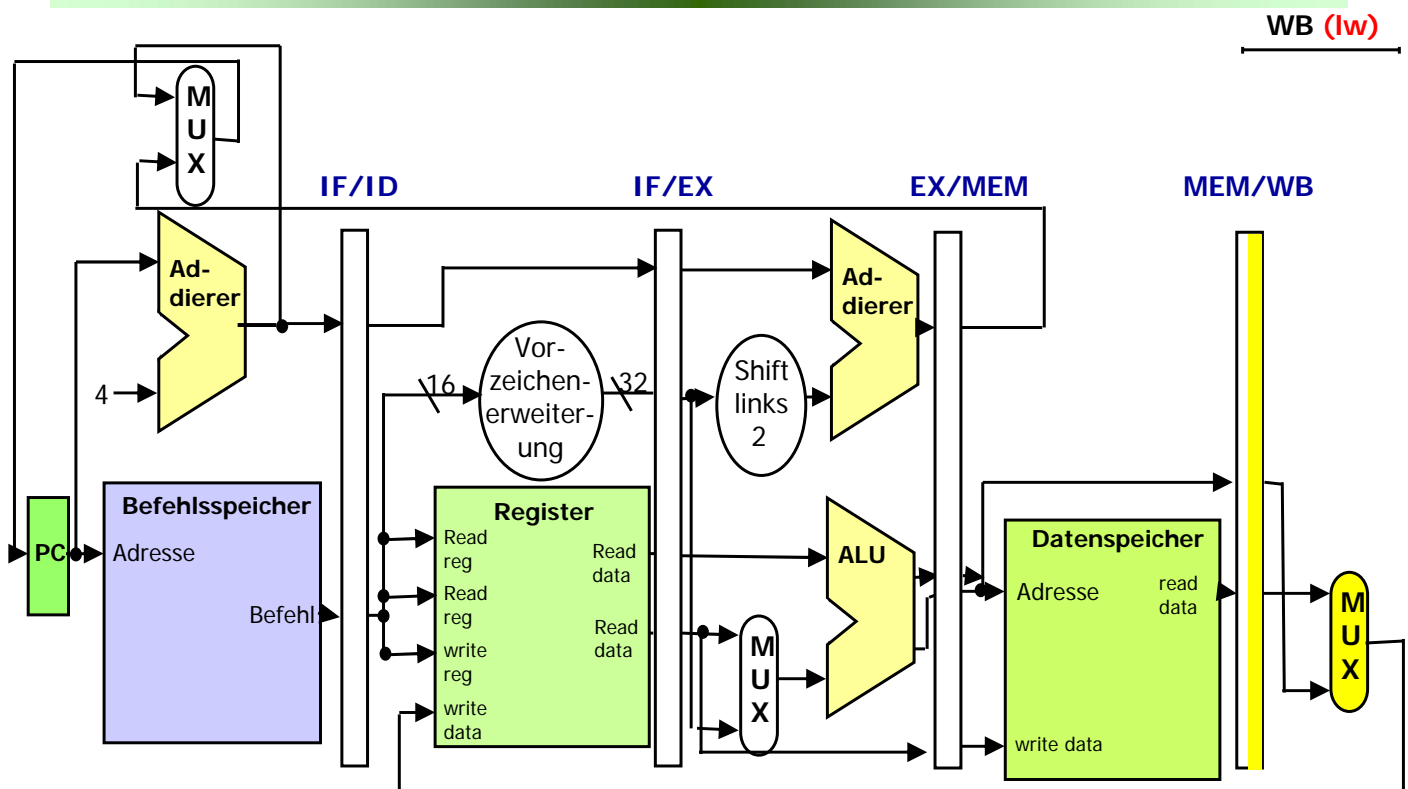 WB (lw)
M
U
X
IF/ID
IF/EX
EX/MEM
MEM/WB
Ad-
dierer
4
16
Vor-
zeichen-
erweiter-
ung
32
Shift
links
2
Ad-
dierer
PC
Befehlsspeicher
Adresse
Befehl
Register
Read
reg
Read
reg
write
reg
write
data
Read
data
Read
data
M
U
X
ALU
Datenspeicher
Adresse
read
data
write data
M
U
X